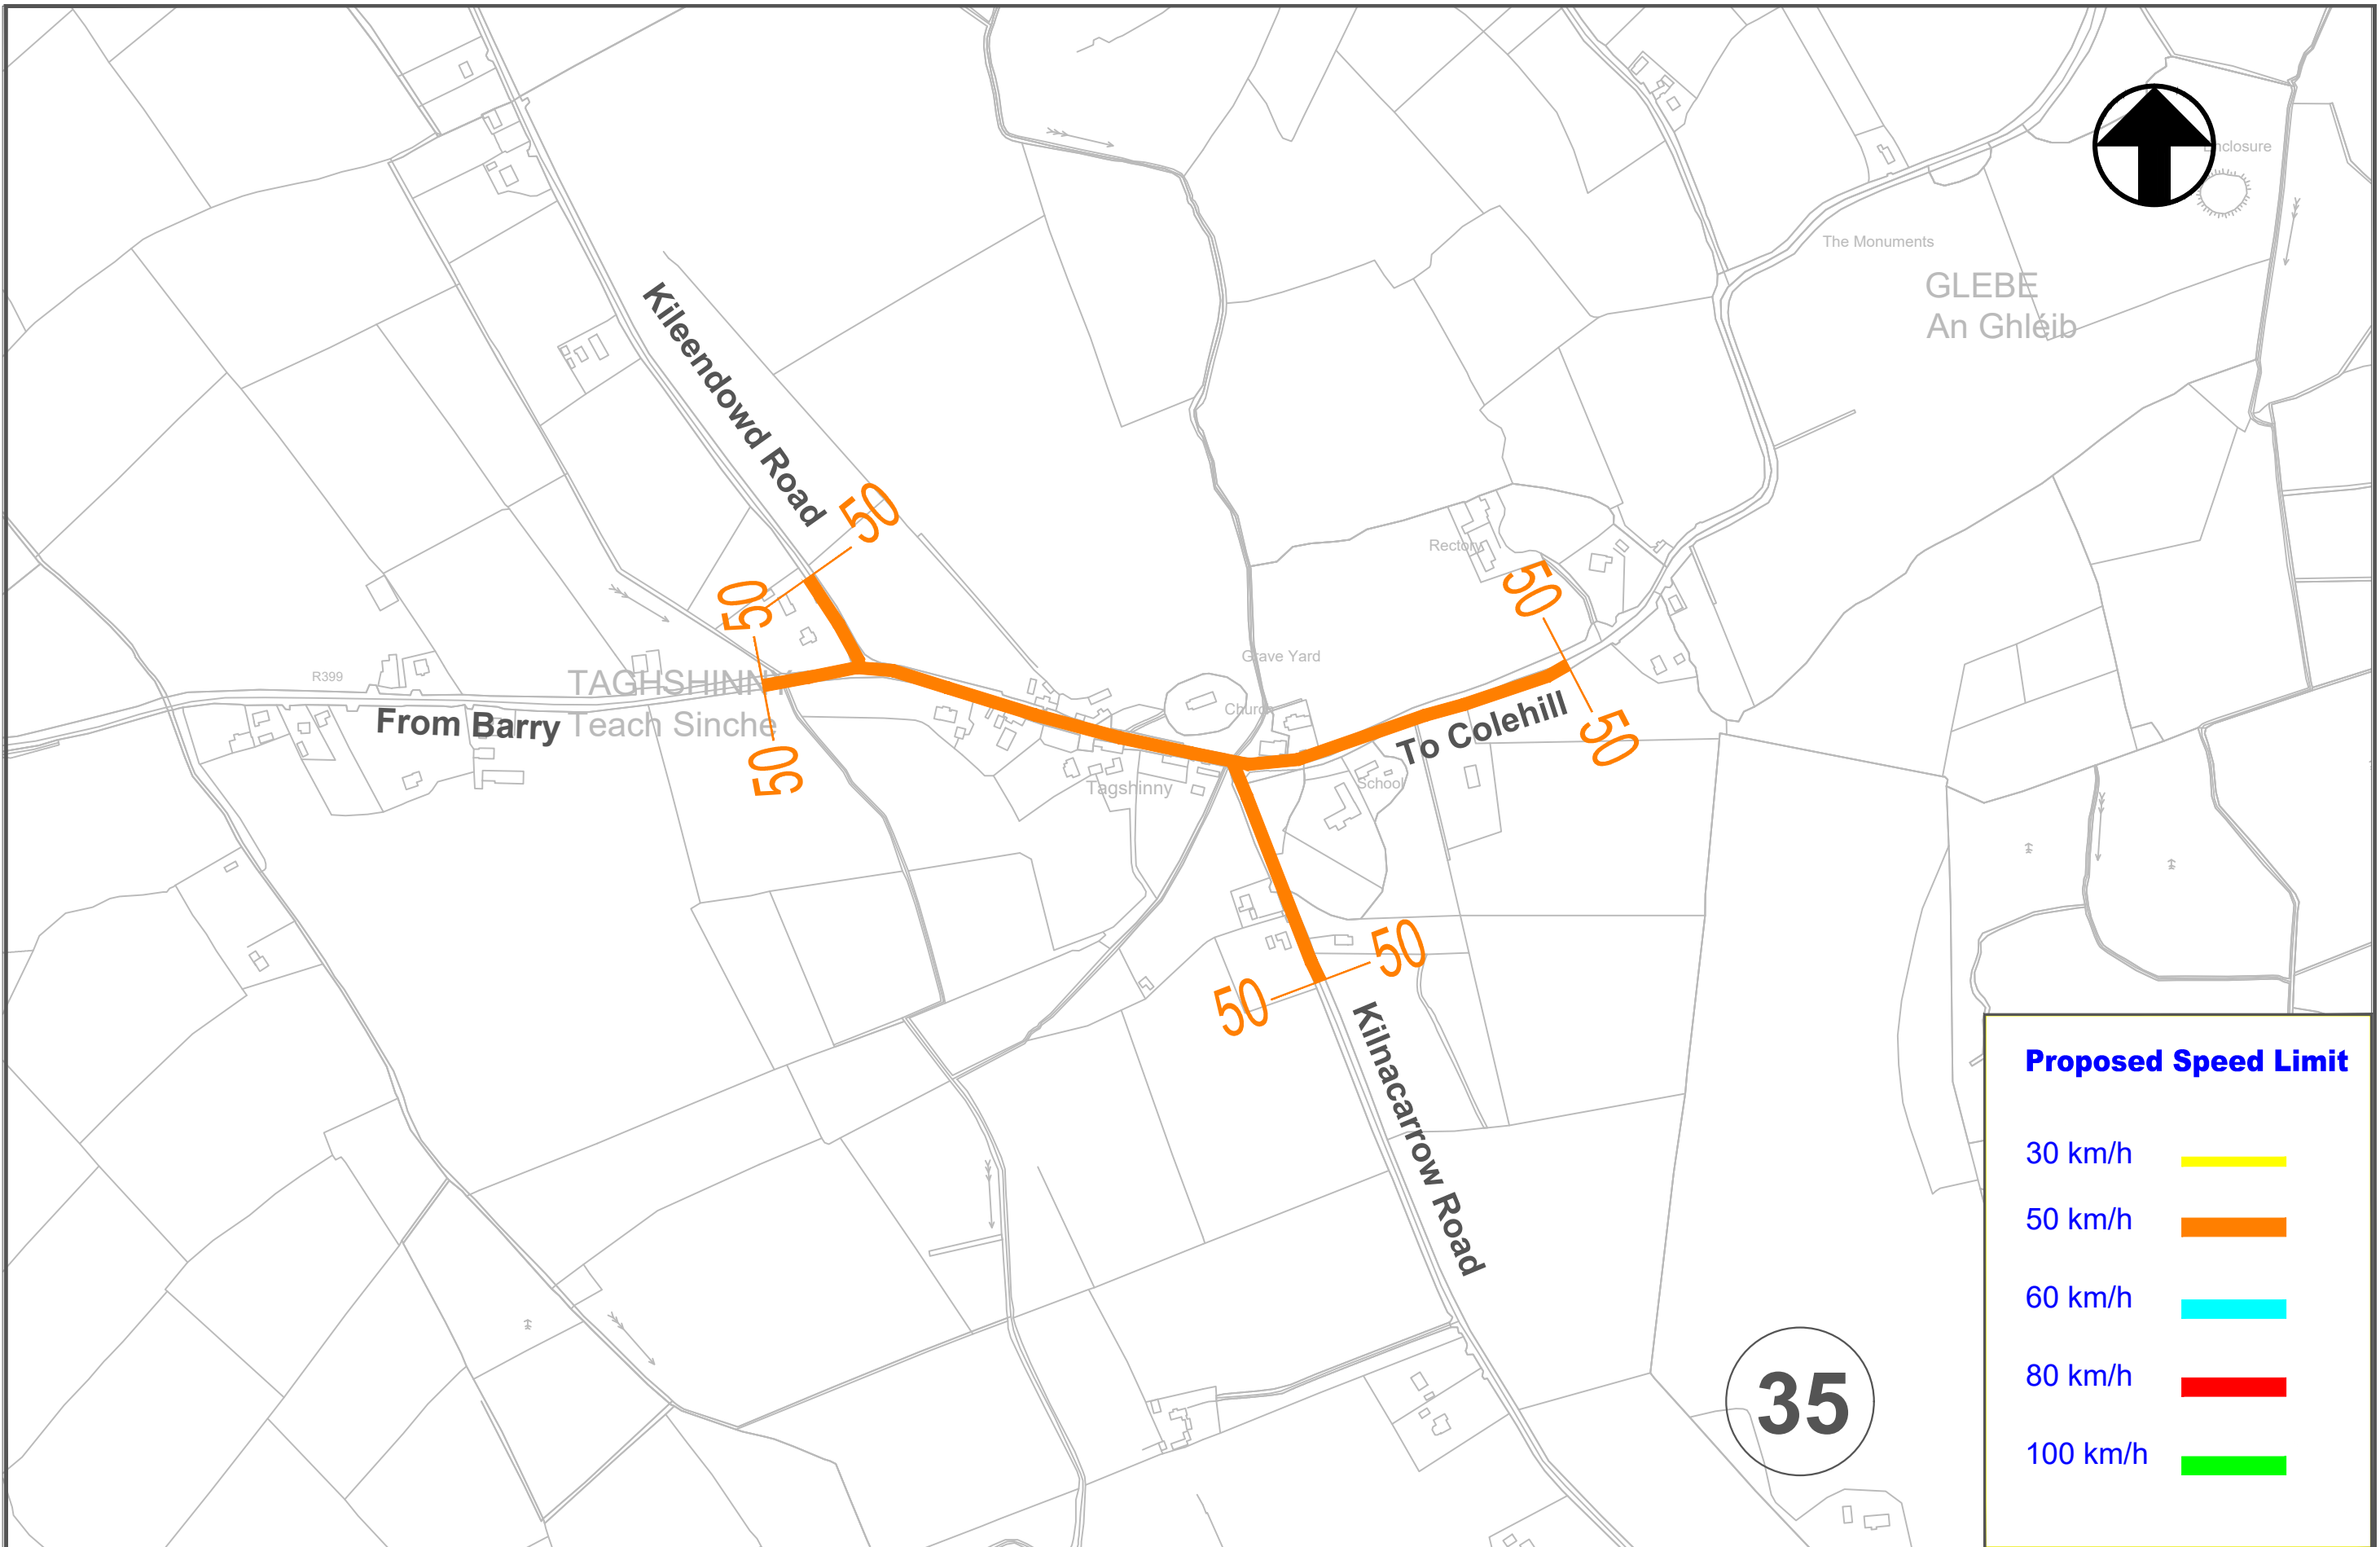 Enclosure
The Monuments
GLEBE
An Ghléib
Kileendowd Road
50
50
Rectory
50
Grave Yard
R399
TAGHSHINNY
From Barry
Teach Sinche
Church
To Colehill
50
50
School
Tagshinny
50
50
Kilnacarrow Road
35
Proposed Speed Limit
30 km/h
50 km/h
60 km/h
80 km/h
100 km/h